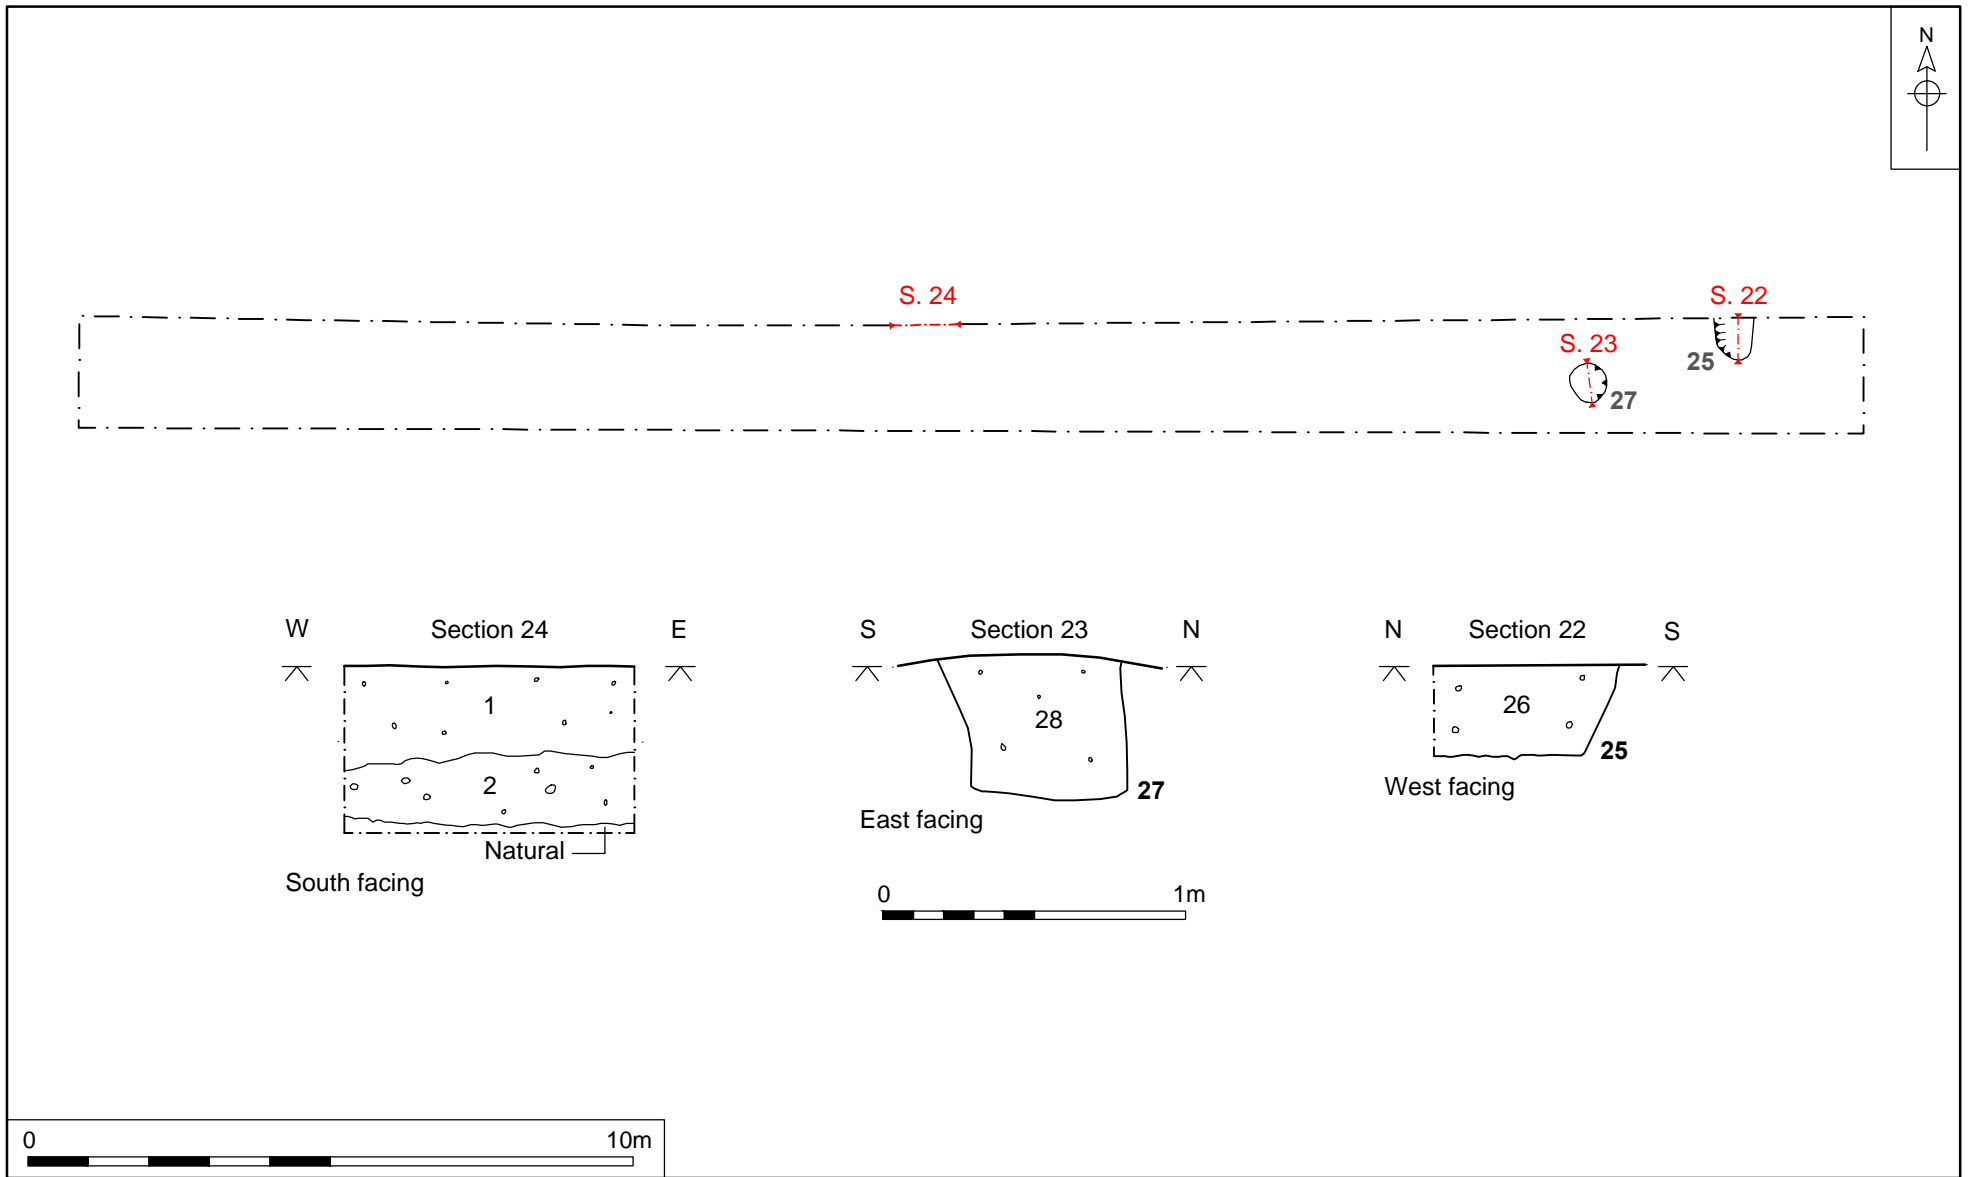 N
S. 24
S. 22
S. 23
25
27
W Section 24 E
S Section 23 N
N Section 22 S
1
28
26
25
2
27
West facing
East facing
Natural
South facing
0 1m
0 10m